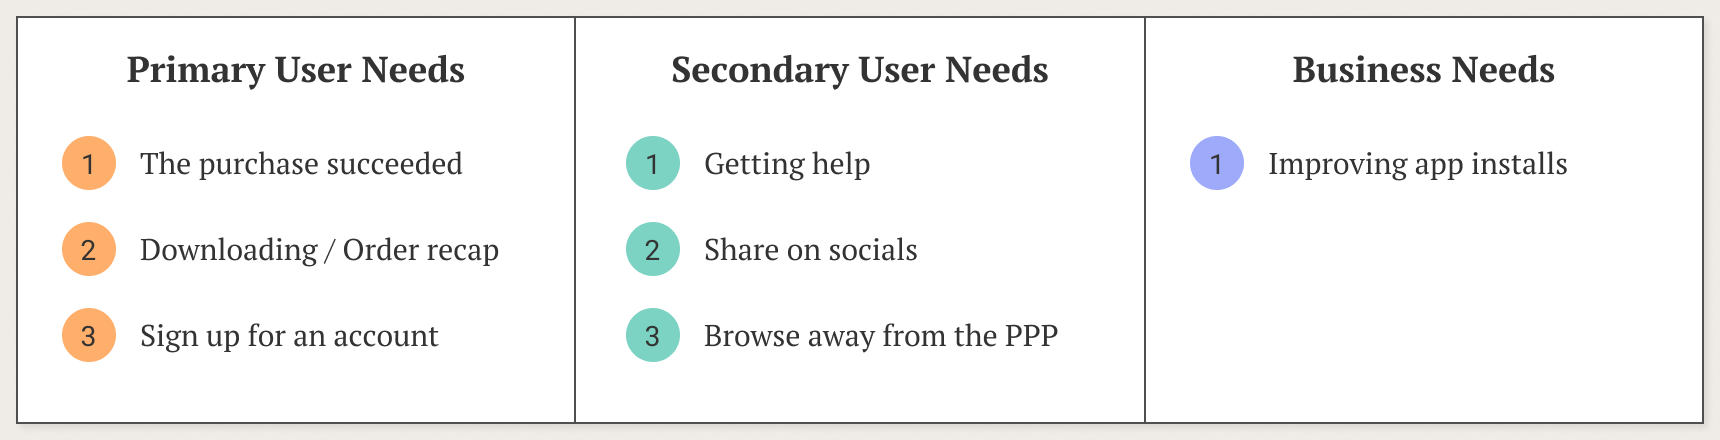 Primary User Needs
1 The purchase succeeded
2 Downloading / Order recap
3 Sign up for an account
Secondary User Needs
1 Getting help
2 Share on socials
3 Browse away from the PPP
Business Needs
1 Improving app installs